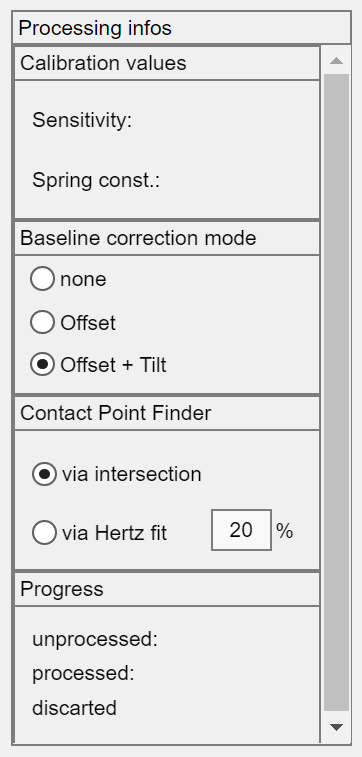 Processing infos
Calibration values
Sensitivity:
Spring const.:
Baseline correction mode
none
Offset
Offset + Tilt
Contact Point Finder
via intersection
via Hertz fit 20 %
Progress
unprocessed:
processed:
discarted